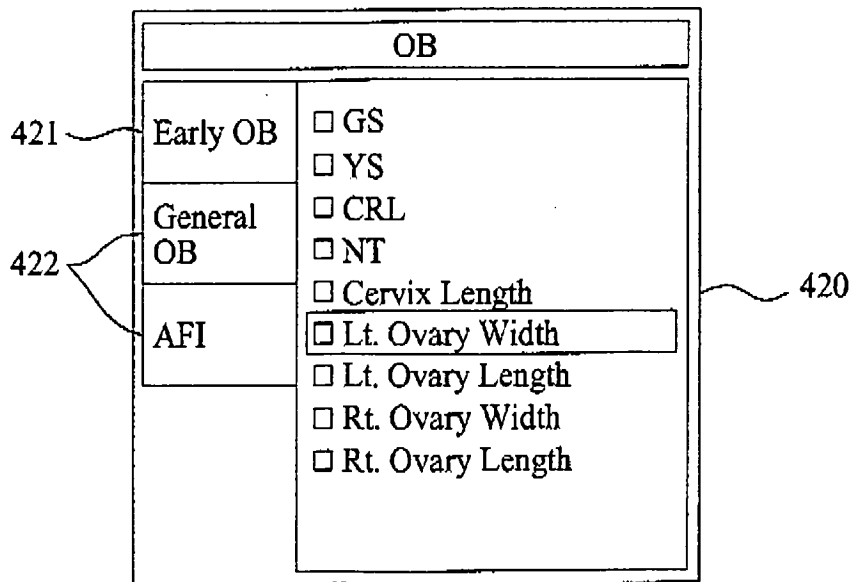 OB
421
Early OB
General
OB
422
AFI
GS
YS
CRL
NT
Cervix Length
Lt. Ovary Width
Lt. Ovary Length
Rt. Ovary Width
Rt. Ovary Length
420